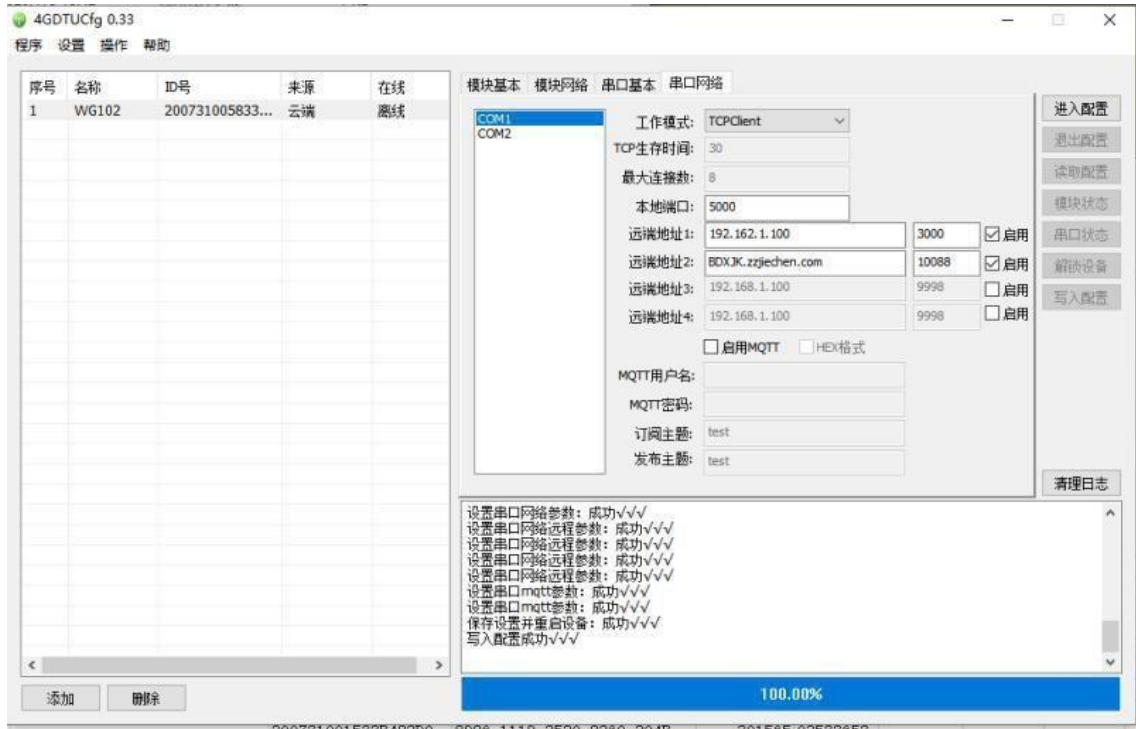 4GDTUCfg 0.33
程序 设置 操作 帮助
序号 名称 ID号 来源 在线
1 WG102 200731005833... 云端 离线
模块基本 模块网络 串口基本 串口网络
COM1
COM2
工作模式: TCPClient
TCP生存时间: 30
最大连接数: 8
本地端口: 5000
远端地址1: 192.162.1.100 3000 启用
远端地址2: BDXJK.zzjiechen.com 10088 启用
远端地址3: 192.168.1.100 9998 启用
远端地址4: 192.168.1.100 9998 启用
启用MQTT HEX格式
MQTT用户名:
MQTT密码:
订阅主题: test
发布主题: test
进入配置
退出配置
读取配置
模块状态
串口状态
解锁设备
写入配置
清理日志
设置串口网络参数: 成功√√√
设置串口网络远程参数: 成功√√√
设置串口网络远程参数: 成功√√√
设置串口网络远程参数: 成功√√√
设置串口网络远程参数: 成功√√√
设置串口mqtt参数: 成功√√√
设置串口mqtt参数: 成功√√√
保存设置并重启设备: 成功√√√
写入配置成功√√√
添加 删除
100.00%